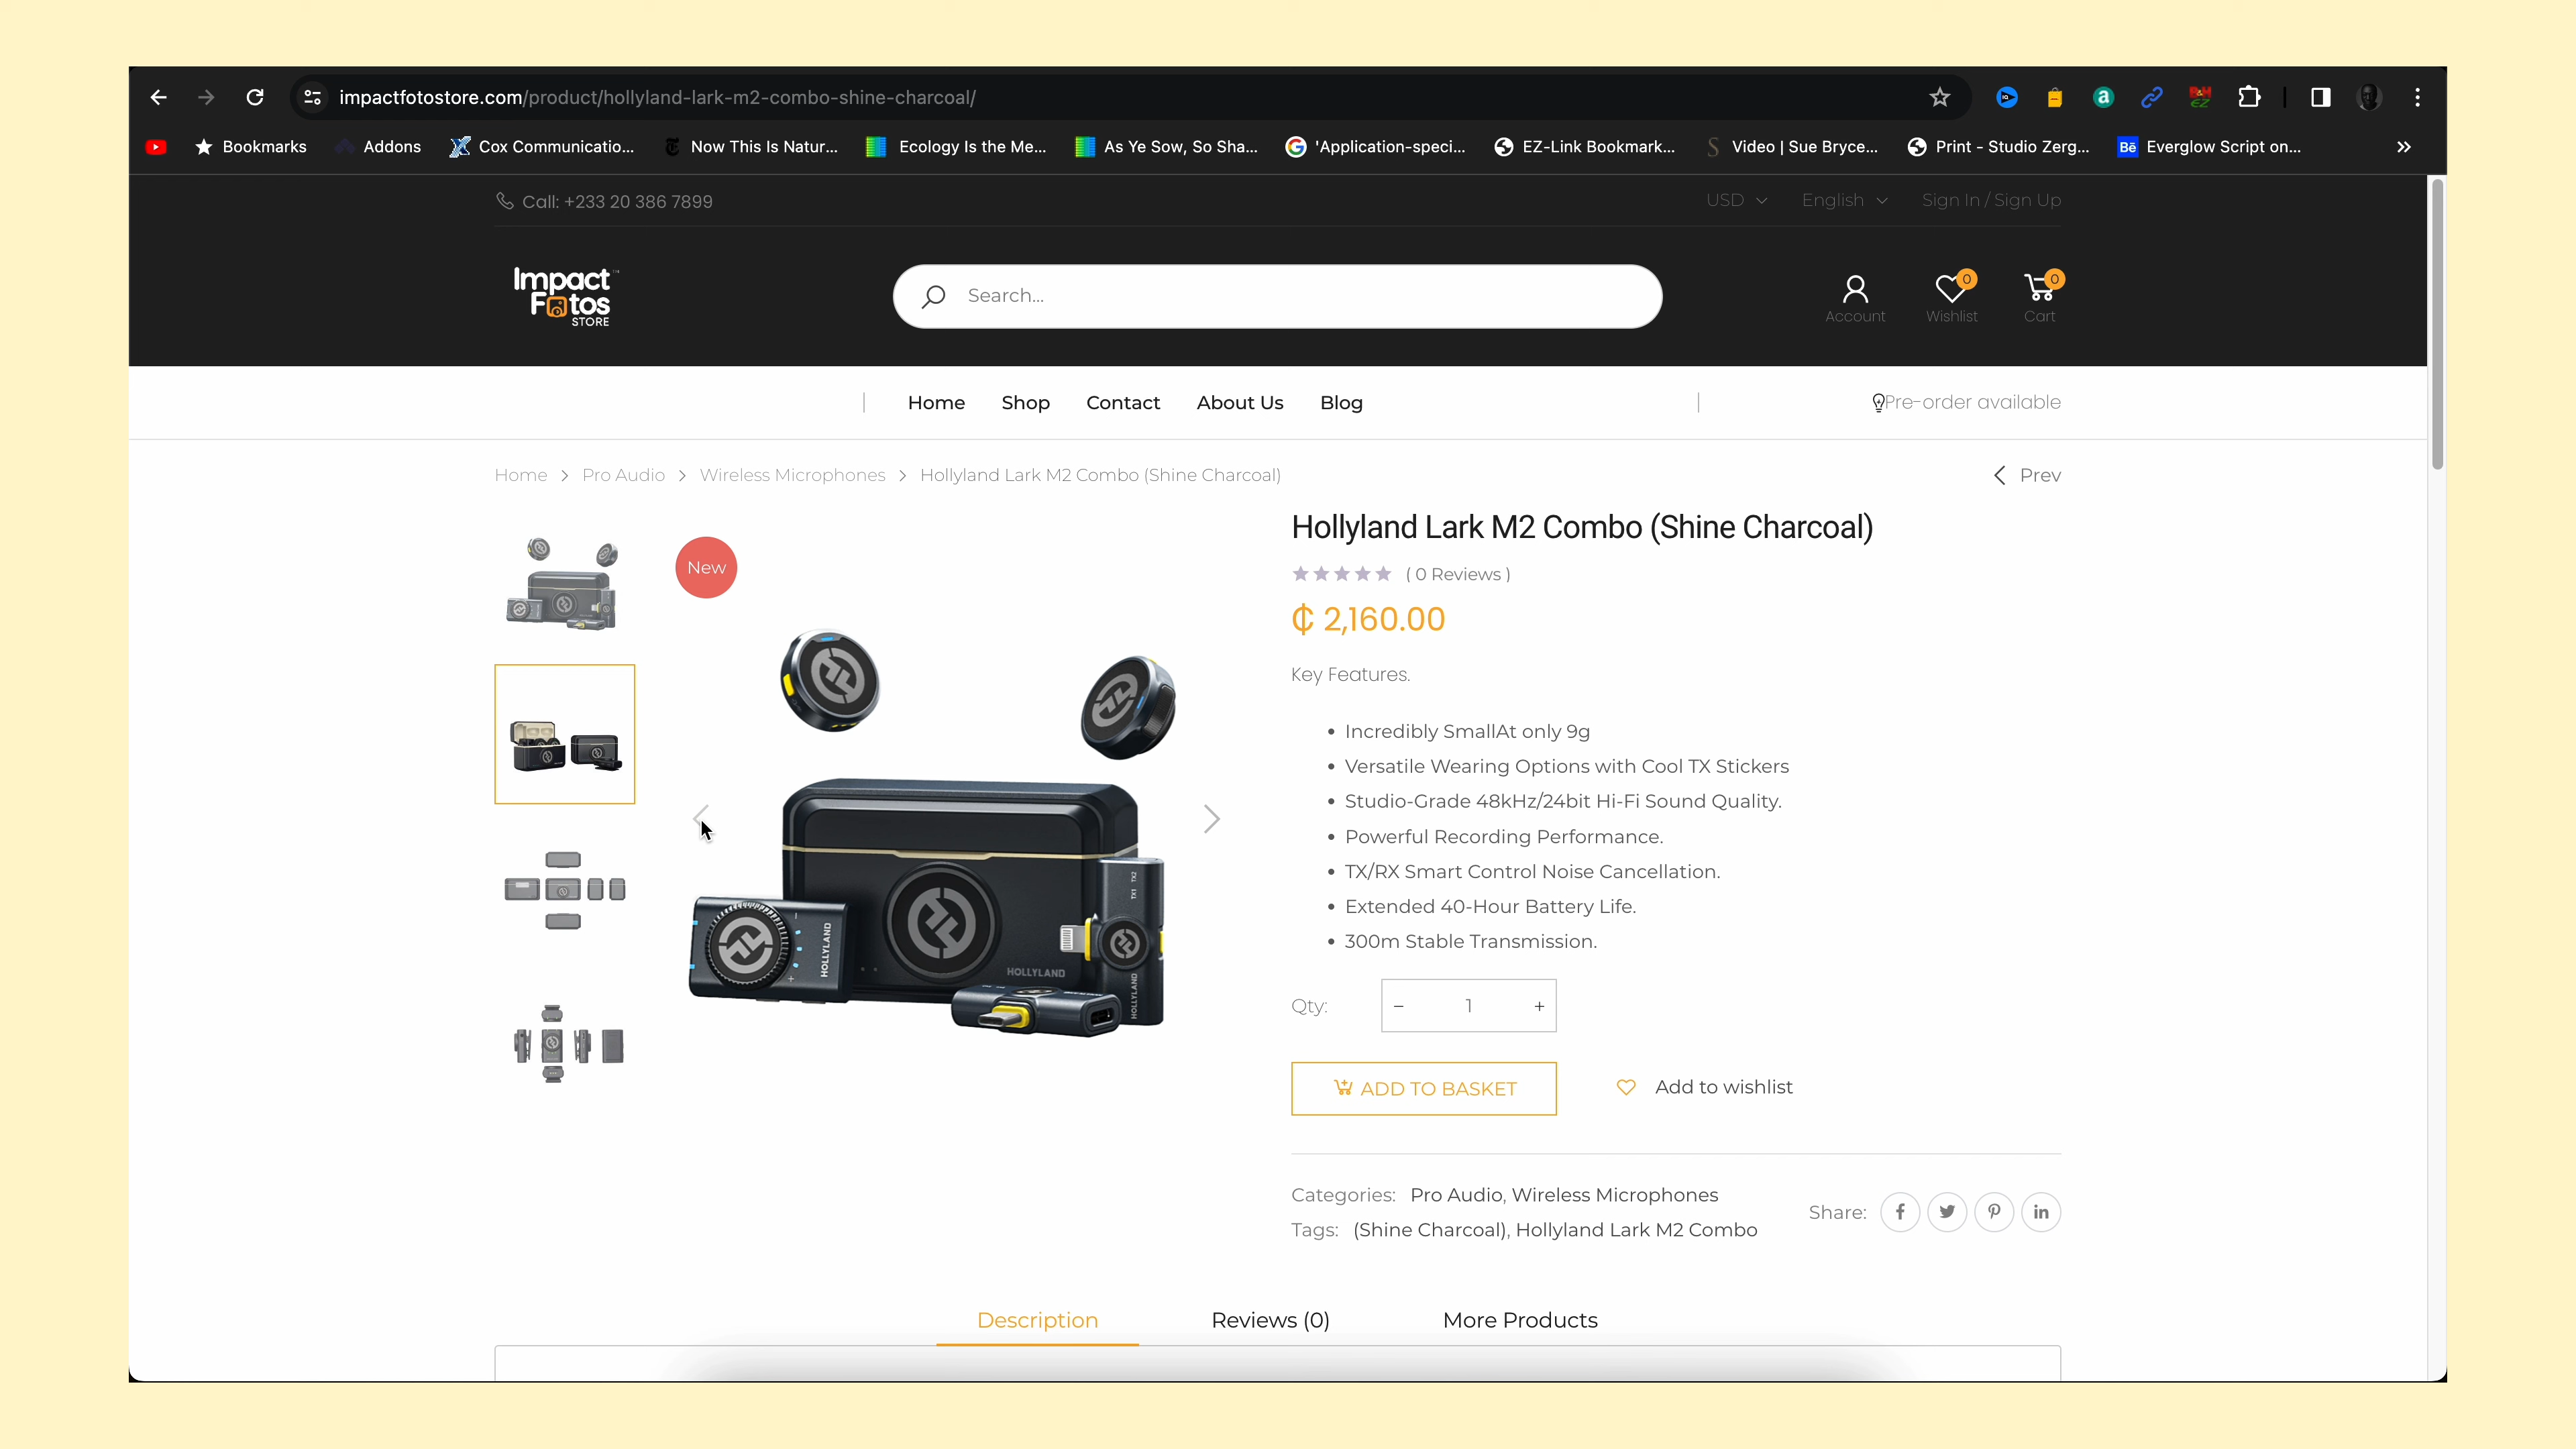 impactfotostore.com/product/hollyland-lark-m2-combo-shine-charcoal/
Bookmarks
Addons
Cox Communicatio...
Now This Is Natur...
Ecology Is the Me...
As Ye Sow, So Sha...
'Application-speci...
EZ-Link Bookmark...
Video | Sue Bryce...
Print - Studio Zerg...
Everglow Script on...
Call: +233 20 386 7899
USD
English
Sign In / Sign Up
Impact
Fotos
STORE
Search...
Account
0
Wishlist
0
Cart
Home
Shop
Contact
About Us
Blog
Pre-order available
Home > Pro Audio > Wireless Microphones > Hollyland Lark M2 Combo (Shine Charcoal)
Prev
New
HOLLYLAND
HOLLYLAND
TX1 TX2
HOLLYLAND
Hollyland Lark M2 Combo (Shine Charcoal)
( 0 Reviews )
₵ 2,160.00
Key Features.
• Incredibly SmallAt only 9g
• Versatile Wearing Options with Cool TX Stickers
• Studio-Grade 48kHz/24bit Hi-Fi Sound Quality.
• Powerful Recording Performance.
• TX/RX Smart Control Noise Cancellation.
• Extended 40-Hour Battery Life.
• 300m Stable Transmission.
Qty:
− 1 +
ADD TO BASKET
Add to wishlist
Categories: Pro Audio, Wireless Microphones
Tags: (Shine Charcoal), Hollyland Lark M2 Combo
Share:
Description
Reviews (0)
More Products